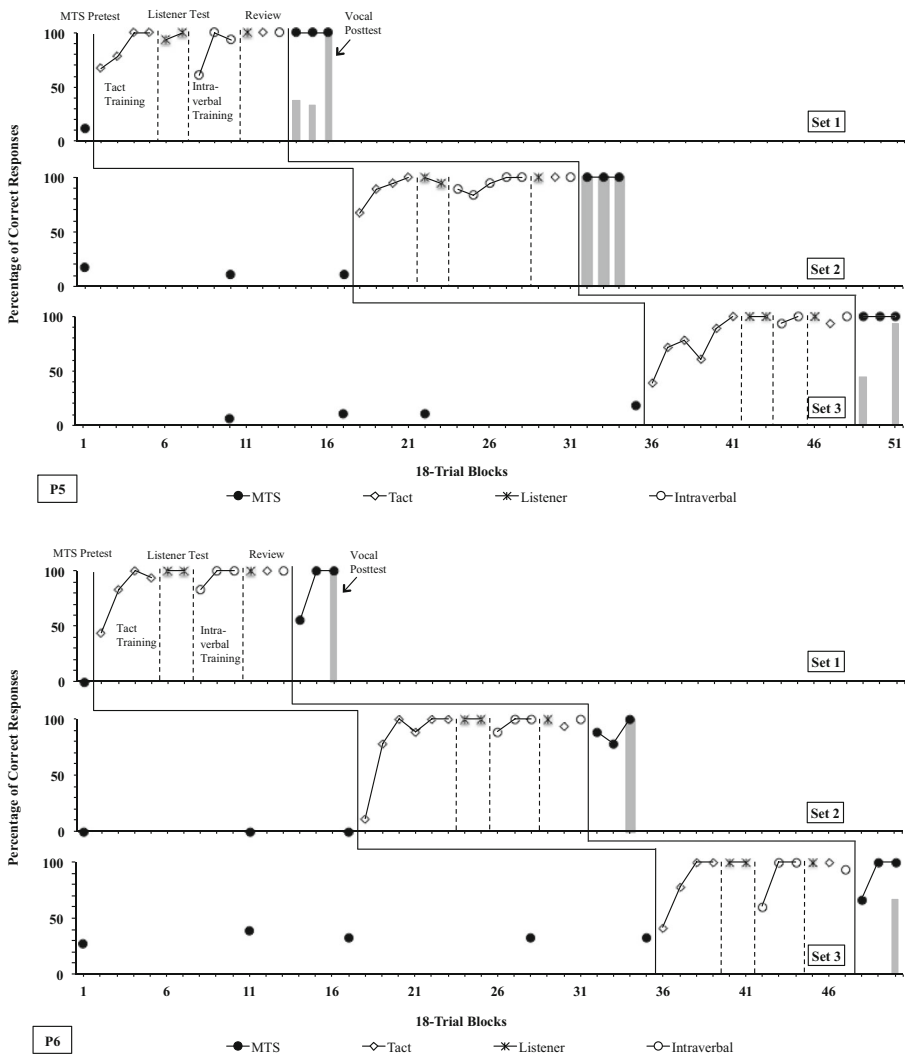 MTS Pretest Listener Test Review Vocal
Posttest
100
50
0
Tact
Training
Intra-
verbal
Training
Set 1
100
50
0
Set 2
100
50
0
Set 3
1 6 11 16 21 26 31 36 41 46 51
Percentage of Correct Responses
18-Trial Blocks
P5
MTS Tact Listener Intraverbal
MTS Pretest Listener Test Review Vocal
Posttest
100
50
0
Tact
Training
Intra-
verbal
Training
Set 1
100
50
0
Set 2
100
50
0
Set 3
1 6 11 16 21 26 31 36 41 46
Percentage of Correct Responses
18-Trial Blocks
P6
MTS Tact Listener Intraverbal